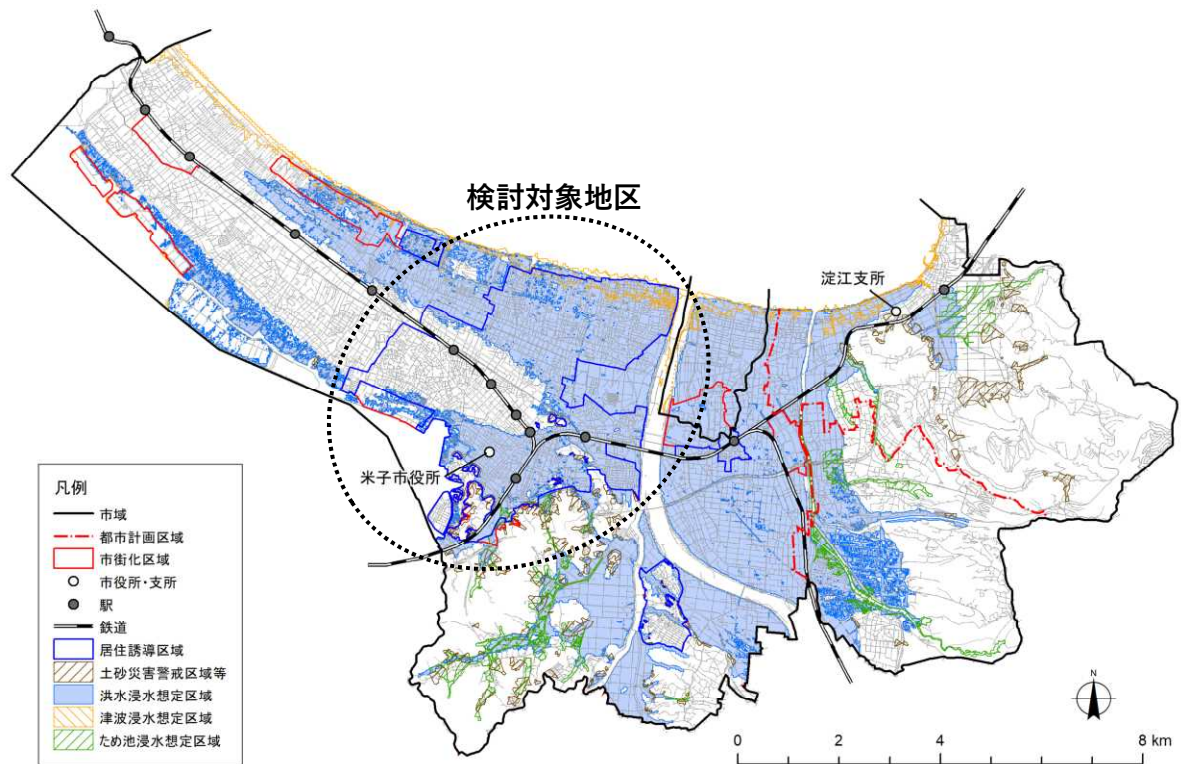 検討対象地区
淀江支所
米子市役所
凡例
市域
都市計画区域
市街化区域
市役所・支所
駅
鉄道
居住誘導区域
土砂災害警戒区域等
洪水浸水想定区域
津波浸水想定区域
ため池浸水想定区域
N
0 2 4 8 km